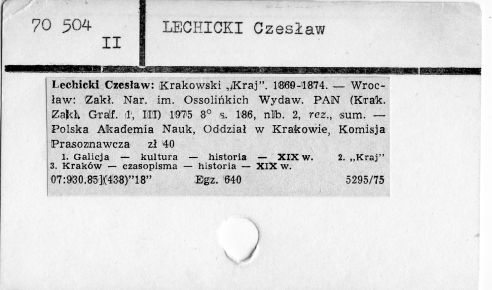 70 504
II
LECHICKI Czesław
Lechicki Czesław: Krakowski „Kraj”. 1869-1874. — Wroc-
ław: Zakł. Nar. im. Ossolińkich Wydaw. PAN (Krak.
Zakł. Graf. 1, III) 1975 8° s. 186, nlb. 2, rez., sum. —
Polska Akademia Nauk, Oddział w Krakowie, Komisja
Prasoznawcza zł 40
1. Galicja — kultura — historia — XIX w. 2. „Kraj”
3. Kraków — czasopisma — historia — XIX w.
07:930.85](438)"18" Egz. 640 5295/75